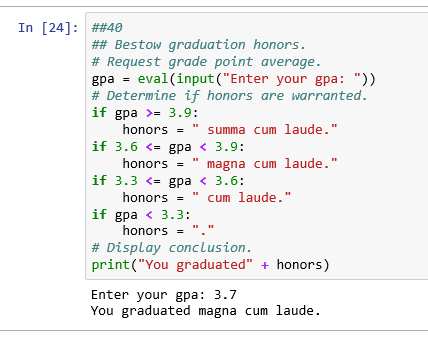 In [24]: ##40
## Bestow graduation honors.
# Request grade point average.
gpa = eval(input("Enter your gpa: "))
# Determine if honors are warranted.
if gpa >= 3.9:
    honors = " summa cum laude."
if 3.6 <= gpa < 3.9:
    honors = " magna cum laude."
if 3.3 <= gpa < 3.6:
    honors = " cum laude."
if gpa < 3.3:
    honors = "."
# Display conclusion.
print("You graduated" + honors)
Enter your gpa: 3.7
You graduated magna cum laude.